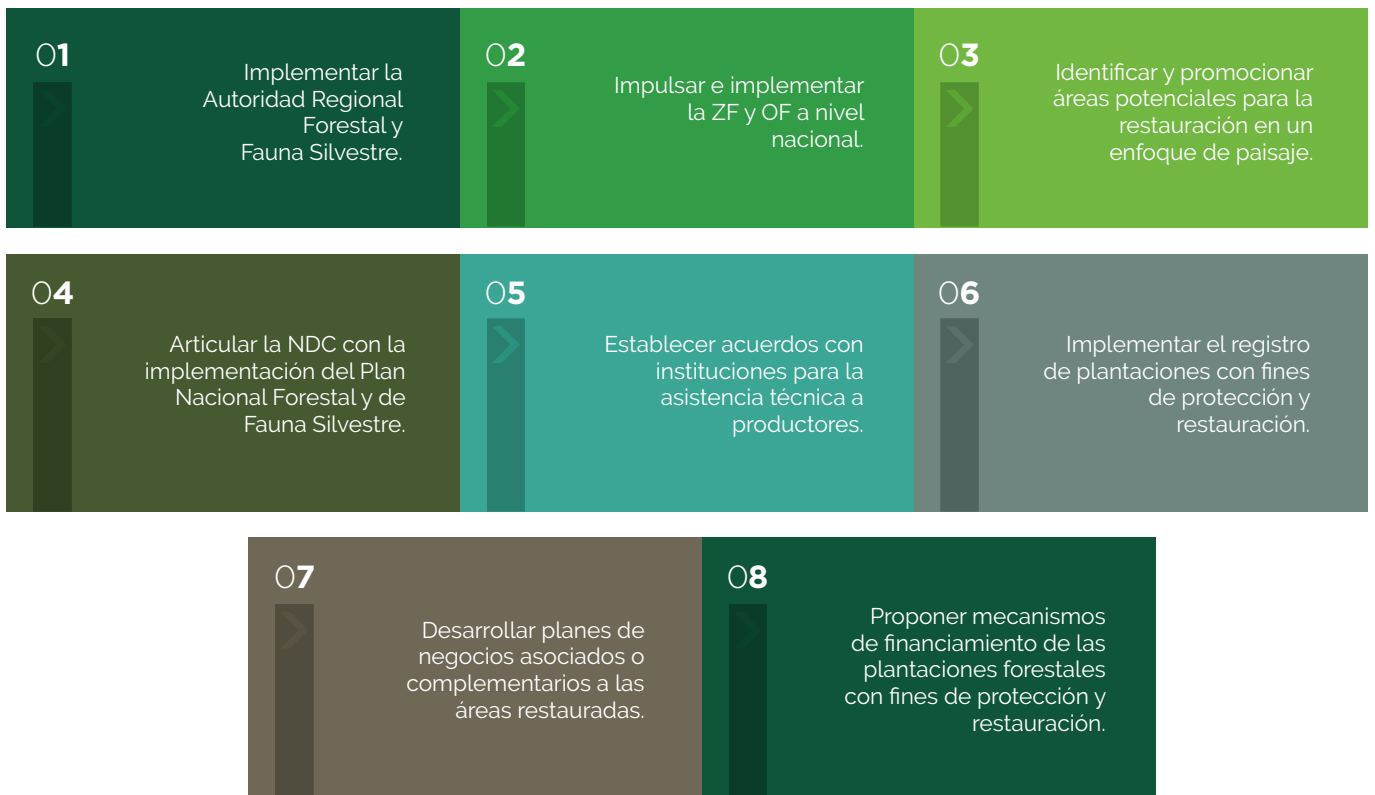 01
Implementar la
Autoridad Regional
Forestal y
Fauna Silvestre.
02
Impulsar e implementar
la ZF y OF a nivel
nacional.
03
Identificar y promocionar
áreas potenciales para la
restauración en un
enfoque de paisaje.
04
Articular la NDC con la
implementación del Plan
Nacional Forestal y de
Fauna Silvestre.
05
Establecer acuerdos con
instituciones para la
asistencia técnica a
productores.
06
Implementar el registro
de plantaciones con fines
de protección y
restauración.
07
Desarrollar planes de
negocios asociados o
complementarios a las
áreas restauradas.
08
Proponer mecanismos
de financiamiento de las
plantaciones forestales
con fines de protección y
restauración.